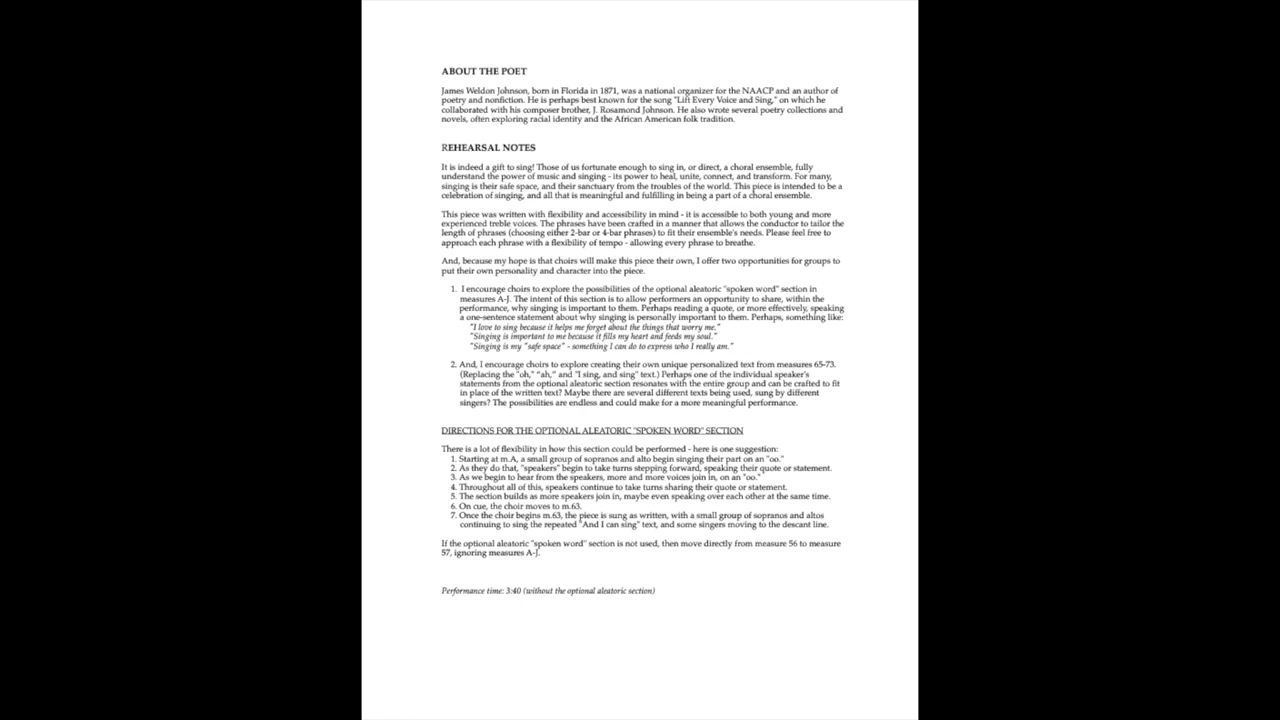 ABOUT THE POET
James Weldon Johnson, born in Florida in 1871, was a national organizer for the NAACP and an author of
poetry and nonfiction. He is perhaps best known for the song "Lift Every Voice and Sing," on which he
collaborated with his composer brother, J. Rosamond Johnson. He also wrote several poetry collections and
novels, often exploring racial identity and the African American folk tradition.
REHEARSAL NOTES
It is indeed a gift to sing! Those of us fortunate enough to sing in, or direct, a choral ensemble, fully
understand the power of music and singing - its power to heal, unite, connect, and transform. For many,
singing is their safe space, and their sanctuary from the troubles of the world. This piece is intended to be a
celebration of singing, and all that is meaningful and fulfilling in being a part of a choral ensemble.
This piece was written with flexibility and accessibility in mind - it is accessible to both young and more
experienced treble voices. The phrases have been crafted in a manner that allows the conductor to tailor the
length of phrases (choosing either 2-bar or 4-bar phrases) to fit their ensemble's needs. Please feel free to
approach each phrase with a flexibility of tempo - allowing every phrase to breathe.
And, because my hope is that choirs will make this piece their own, I offer two opportunities for groups to
put their own personality and character into the piece.
1. I encourage choirs to explore the possibilities of the optional aleatoric "spoken word" section in
measures A-J. The intent of this section is to allow performers an opportunity to share, within the
performance, why singing is important to them. Perhaps reading a quote, or more effectively, speaking
a one-sentence statement about why singing is personally important to them. Perhaps, something like:
"I love to sing because it helps me forget about the things that worry me."
"Singing is important to me because it fills my heart and feeds my soul."
"Singing is my "safe space" - something I can do to express who I really am."
2. And, I encourage choirs to explore creating their own unique personalized text from measures 65-73.
(Replacing the "oh," "ah," and "I sing, and sing" text.) Perhaps one of the individual speaker's
statements from the optional aleatoric section resonates with the entire group and can be crafted to fit
in place of the written text? Maybe there are several different texts being used, sung by different
singers? The possibilities are endless and could make for a more meaningful performance.
DIRECTIONS FOR THE OPTIONAL ALEATORIC "SPOKEN WORD" SECTION
There is a lot of flexibility in how this section could be performed - here is one suggestion:
1. Starting at m.A, a small group of sopranos and alto begin singing their part on an "oo."
2. As they do that, "speakers" begin to take turns stepping forward, speaking their quote or statement.
3. As we begin to hear from the speakers, more and more voices join in, on an "oo."
4. Throughout all of this, speakers continue to take turns sharing their quote or statement.
5. The section builds as more speakers join in, maybe even speaking over each other at the same time.
6. On cue, the choir moves to m.63.
7. Once the choir begins m.63, the piece is sung as written, with a small group of sopranos and altos
continuing to sing the repeated "And I can sing" text, and some singers moving to the descant line.
If the optional aleatoric "spoken word" section is not used, then move directly from measure 56 to measure
57, ignoring measures A-J.
Performance time: 3:40 (without the optional aleatoric section)